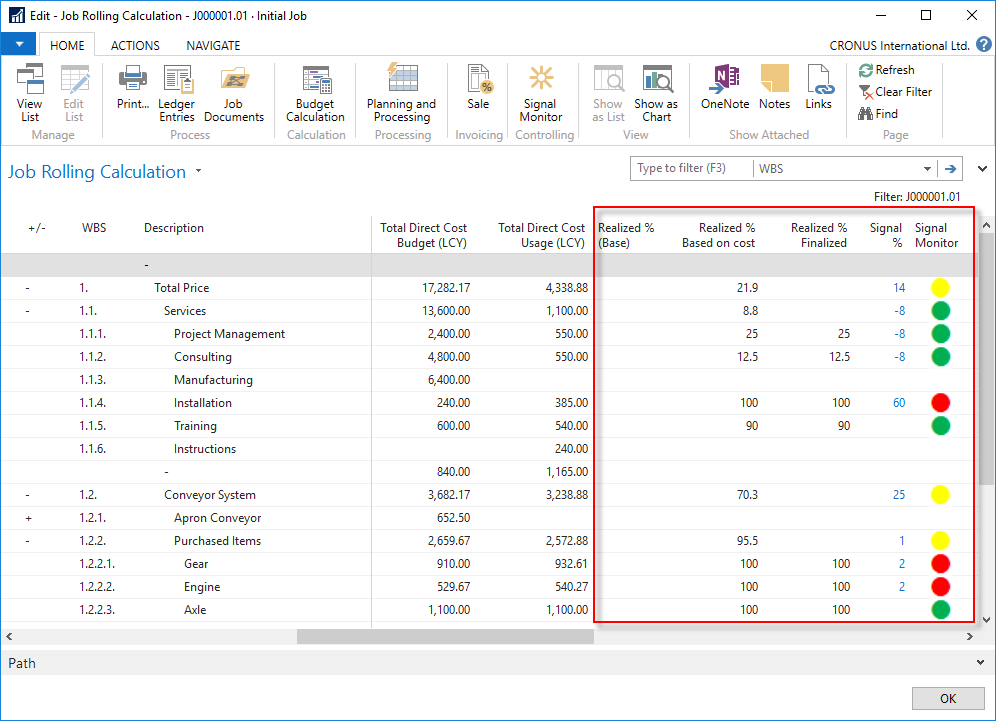 Edit - Job Rolling Calculation - J000001.01 · Initial Job
HOME ACTIONS NAVIGATE CRONUS International Ltd. ?
View List
Edit List
Manage
Print...
Ledger Entries
Job Documents
Process
Budget Calculation
Calculation
Planning and Processing
Processing
Sale
Invoicing
Signal Monitor
Controlling
Show as List
Show as Chart
View
OneNote
Notes
Links
Show Attached
Refresh
Clear Filter
Find
Page
Job Rolling Calculation
Type to filter (F3) WBS
Filter: J000001.01
+/- WBS Description Total Direct Cost Budget (LCY) Total Direct Cost Usage (LCY) Realized % (Base) Realized % Based on cost Realized % Finalized Signal % Signal Monitor
-
- 1. Total Price 17,282.17 4,338.88 21.9 14
- 1.1. Services 13,600.00 1,100.00 8.8 -8
1.1.1. Project Management 2,400.00 550.00 25 25 -8
1.1.2. Consulting 4,800.00 550.00 12.5 12.5 -8
1.1.3. Manufacturing 6,400.00
1.1.4. Installation 240.00 385.00 100 100 60
1.1.5. Training 600.00 540.00 90 90
1.1.6. Instructions 240.00
- 840.00 1,165.00
- 1.2. Conveyor System 3,682.17 3,238.88 70.3 25
+ 1.2.1. Apron Conveyor 652.50
- 1.2.2. Purchased Items 2,659.67 2,572.88 95.5 1
1.2.2.1. Gear 910.00 932.61 100 100 2
1.2.2.2. Engine 529.67 540.27 100 100 2
1.2.2.3. Axle 1,100.00 1,100.00 100 100
Path
OK